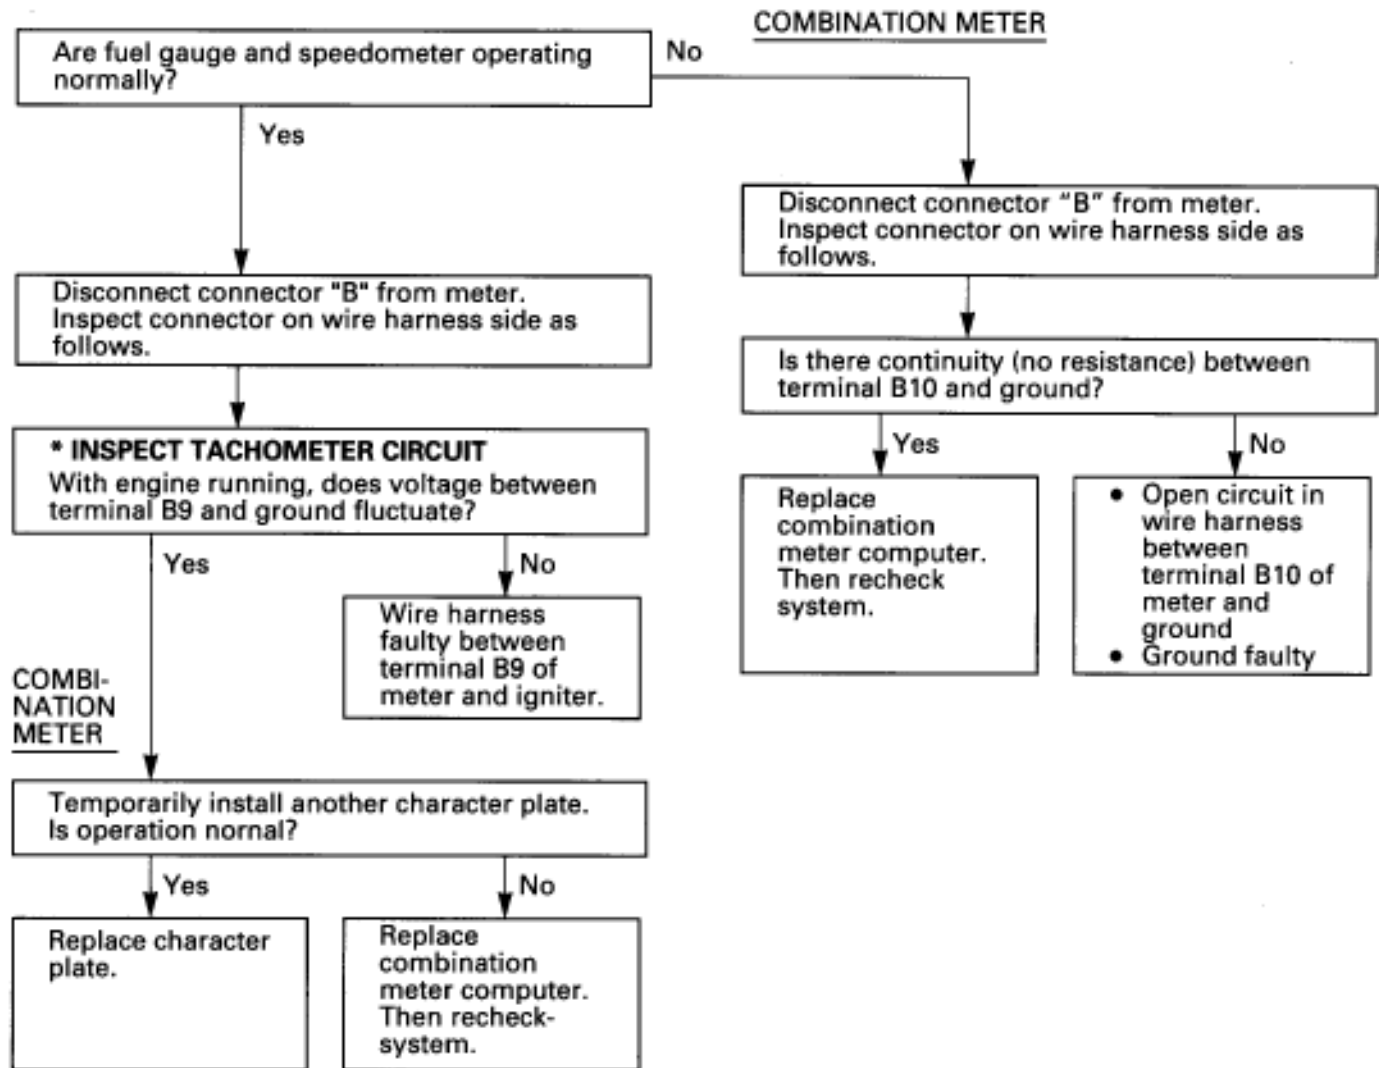 COMBINATION METER
Are fuel gauge and speedometer operating
normally?
No
Yes
Disconnect connector “B” from meter.
Inspect connector on wire harness side as
follows.
Disconnect connector "B" from meter.
Inspect connector on wire harness side as
follows.
Is there continuity (no resistance) between
terminal B10 and ground?
Yes
No
* INSPECT TACHOMETER CIRCUIT
With engine running, does voltage between
terminal B9 and ground fluctuate?
Yes
No
Replace
combination
meter computer.
Then recheck
system.
● Open circuit in
wire harness
between
terminal B10 of
meter and
ground
● Ground faulty
Wire harness
faulty between
terminal B9 of
meter and igniter.
COMBI-
NATION
METER
Temporarily install another character plate.
Is operation nornal?
Yes
No
Replace character
plate.
Replace
combination
meter computer.
Then recheck-
system.